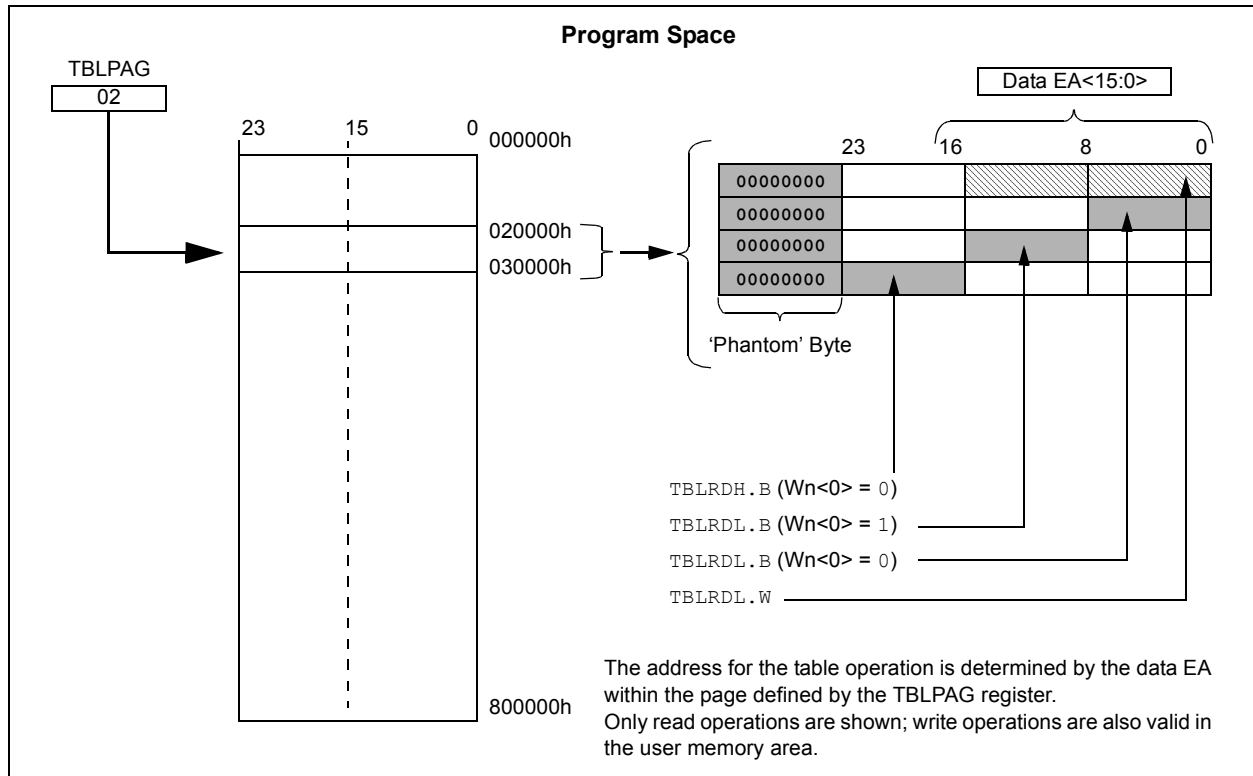 Program Space
TBLPAG
02
Data EA<15:0>
23 15 0
000000h
020000h
030000h
800000h
23 16 8 0
00000000
00000000
00000000
00000000
‘Phantom’ Byte
TBLRDH.B (Wn<0> = 0)
TBLRDL.B (Wn<0> = 1)
TBLRDL.B (Wn<0> = 0)
TBLRDL.W
The address for the table operation is determined by the data EA
within the page defined by the TBLPAG register.
Only read operations are shown; write operations are also valid in
the user memory area.